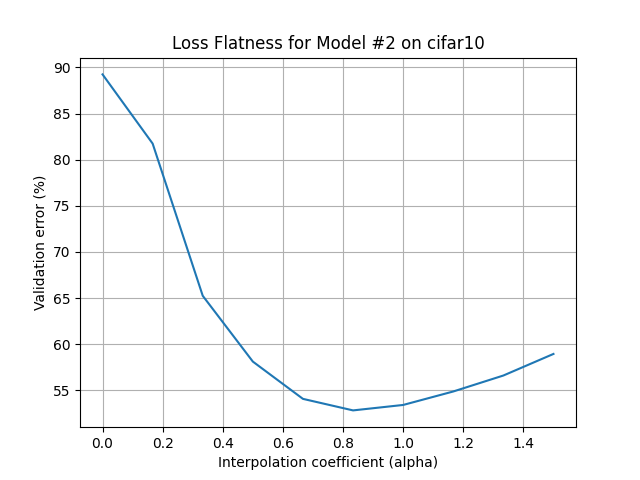 Loss Flatness for Model #2 on cifar10
90
85
80
75
70
65
60
55
Validation error (%)
0.0 0.2 0.4 0.6 0.8 1.0 1.2 1.4
Interpolation coefficient (alpha)